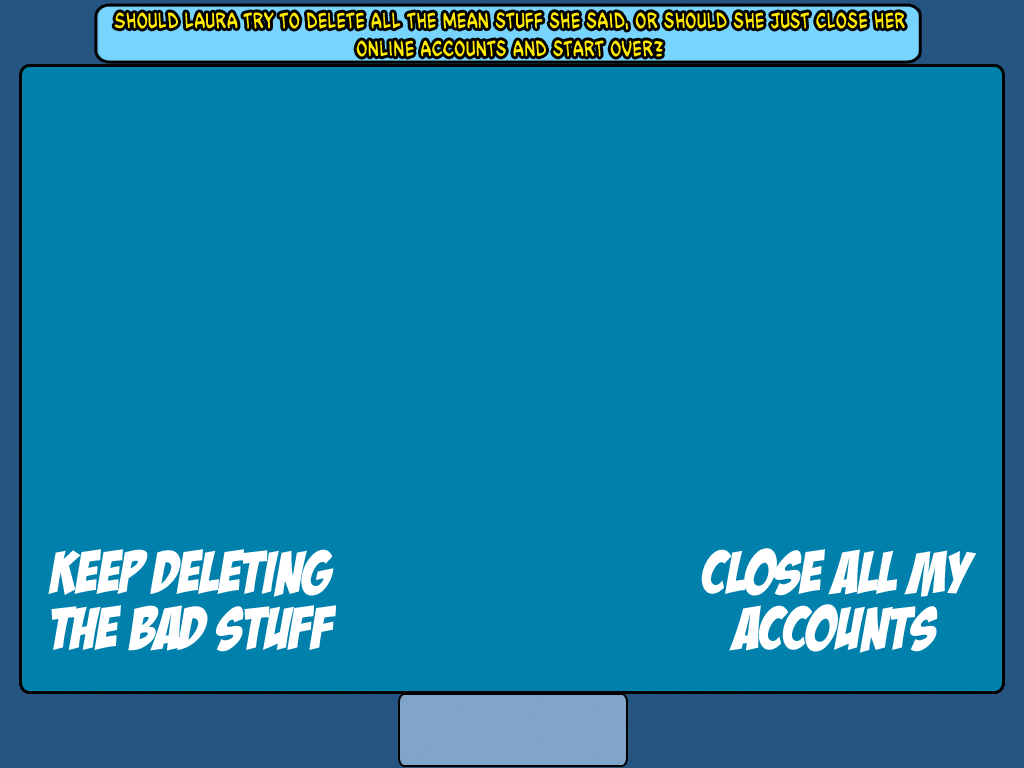 SHOULD LAURA TRY TO DELETE ALL THE MEAN STUFF SHE SAID, OR SHOULD SHE JUST CLOSE HER
ONLINE ACCOUNTS AND START OVER?
KEEP DELETING
THE BAD STUFF
CLOSE ALL MY
ACCOUNTS